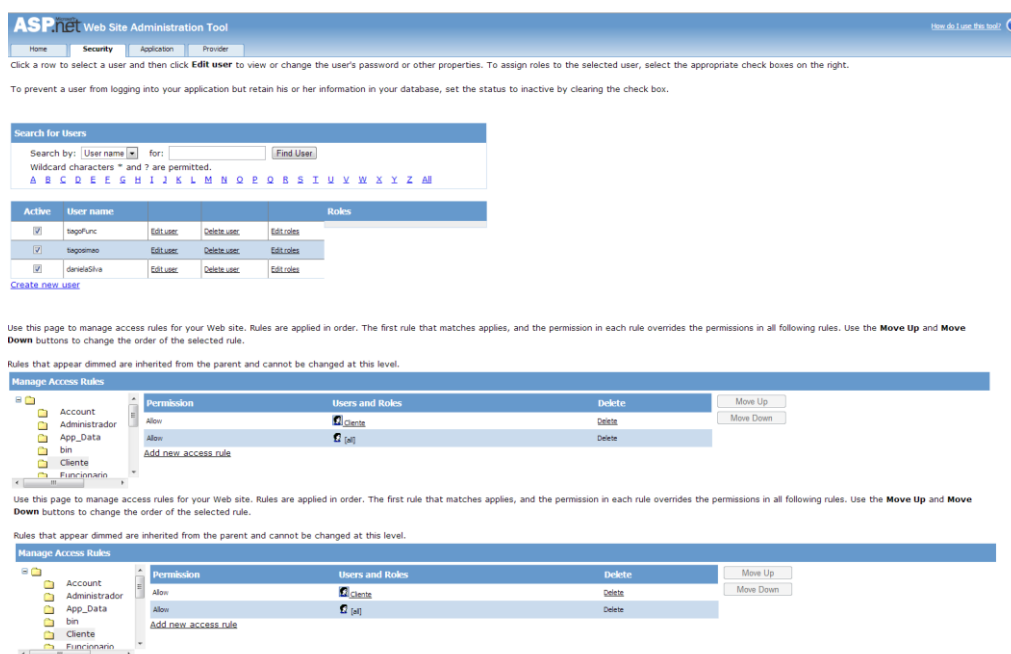 Microsoft
ASP.net Web Site Administration Tool
How do I use this tool?
Home Security Application Provider
Click a row to select a user and then click Edit user to view or change the user's password or other properties. To assign roles to the selected user, select the appropriate check boxes on the right.
To prevent a user from logging into your application but retain his or her information in your database, set the status to inactive by clearing the check box.
Search for Users
Search by: User name for: Find User
Wildcard characters * and ? are permitted.
A B C D E F G H I J K L M N O P Q R S T U V W X Y Z All
Active User name Roles
tiagoFunc Edit user Delete user Edit roles
tiagosimao Edit user Delete user Edit roles
danielaSilva Edit user Delete user Edit roles
Create new user
Use this page to manage access rules for your Web site. Rules are applied in order. The first rule that matches applies, and the permission in each rule overrides the permissions in all following rules. Use the Move Up and Move
Down buttons to change the order of the selected rule.
Rules that appear dimmed are inherited from the parent and cannot be changed at this level.
Manage Access Rules
Permission Users and Roles Delete Move Up
Account
Allow Cliente Delete Move Down
Administrador
App_Data
Allow [all] Delete
bin
Add new access rule
Cliente
Funcionario
Use this page to manage access rules for your Web site. Rules are applied in order. The first rule that matches applies, and the permission in each rule overrides the permissions in all following rules. Use the Move Up and Move
Down buttons to change the order of the selected rule.
Rules that appear dimmed are inherited from the parent and cannot be changed at this level.
Manage Access Rules
Permission Users and Roles Delete Move Up
Account
Allow Cliente Delete Move Down
Administrador
App_Data
Allow [all] Delete
bin
Add new access rule
Cliente
Funcionario